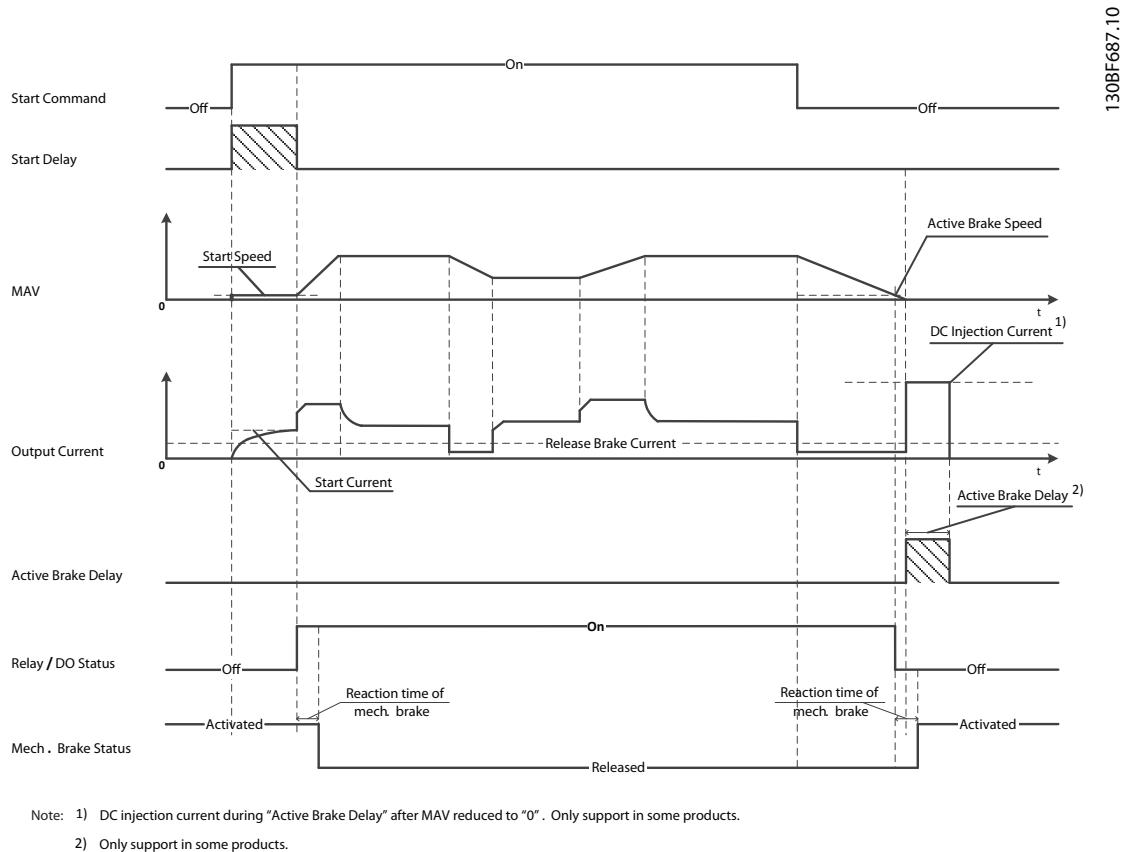 130BF687.10
On
Start Command
Off
Off
Start Delay
Active Brake Speed
Start Speed
MAV
0
t
DC Injection Current 1)
Output Current
Release Brake Current
0
t
Start Current
Active Brake Delay 2)
Active Brake Delay
On
Relay / DO Status
Off
Off
Reaction time of
mech. brake
Reaction time of
mech. brake
Activated
Activated
Mech . Brake Status
Released
Note: 1) DC injection current during "Active Brake Delay" after MAV reduced to "0" . Only support in some products.
2) Only support in some products.